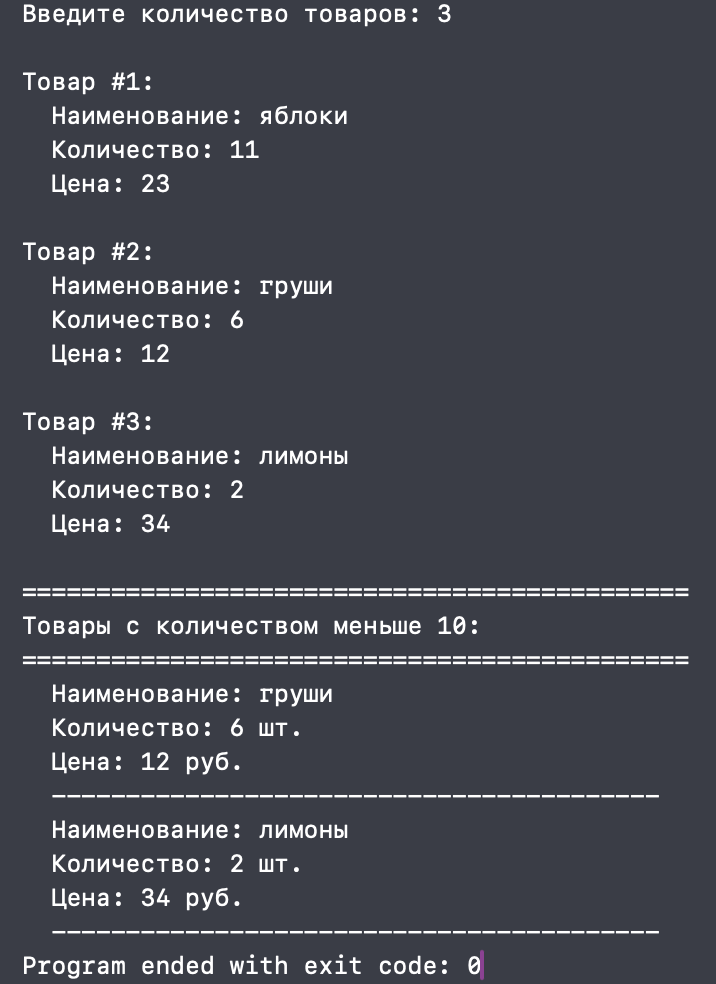 Введите количество товаров: 3
Товар #1:
Наименование: яблоки
Количество: 11
Цена: 23
Товар #2:
Наименование: груши
Количество: 6
Цена: 12
Товар #3:
Наименование: лимоны
Количество: 2
Цена: 34
=============================================
Товары с количеством меньше 10:
=============================================
Наименование: груши
Количество: 6 шт.
Цена: 12 руб.
-----------------------------------------
Наименование: лимоны
Количество: 2 шт.
Цена: 34 руб.
-----------------------------------------
Program ended with exit code: 0